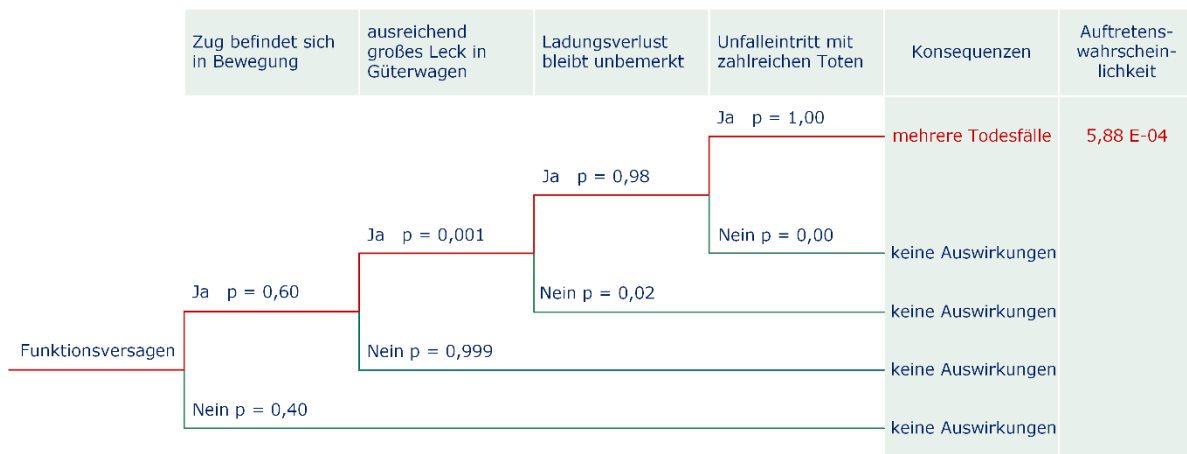 Zug befindet sich
in Bewegung
ausreichend
großes Leck in
Güterwagen
Ladungsverlust
bleibt unbemerkt
Unfalleintritt mit
zahlreichen Toten
Konsequenzen
Auftretens-
wahrschein-
lichkeit
Ja p = 1,00
mehrere Todesfälle
5,88 E-04
Ja p = 0,98
Ja p = 0,001
Nein p = 0,00
keine Auswirkungen
Ja p = 0,60
Nein p = 0,02
keine Auswirkungen
Funktionsversagen
Nein p = 0,999
keine Auswirkungen
Nein p = 0,40
keine Auswirkungen